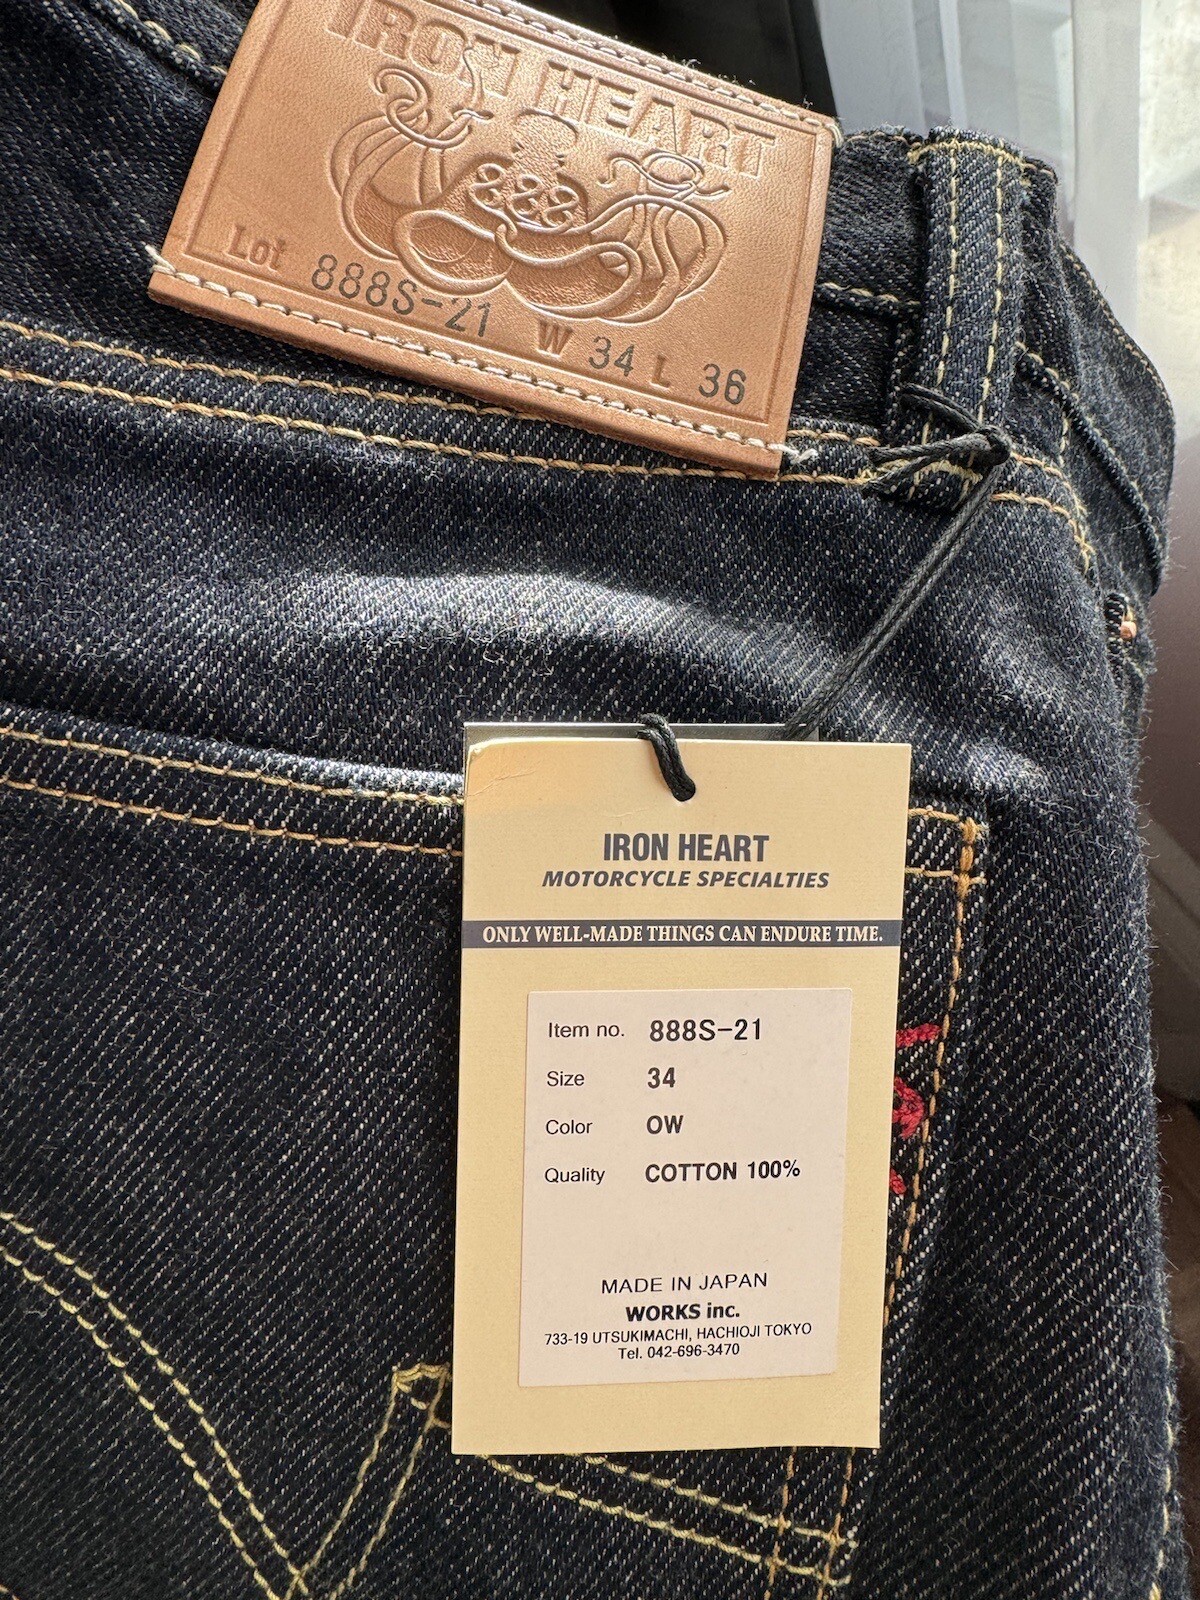 IRON HEART
888
Lot 888S-21 W 34 L 36
IRON HEART
MOTORCYCLE SPECIALTIES
ONLY WELL-MADE THINGS CAN ENDURE TIME.
Item no. 888S-21
Size 34
Color OW
Quality COTTON 100%
MADE IN JAPAN
WORKS inc.
733-19 UTSUKIMACHI, HACHIOJI TOKYO
Tel. 042-696-3470